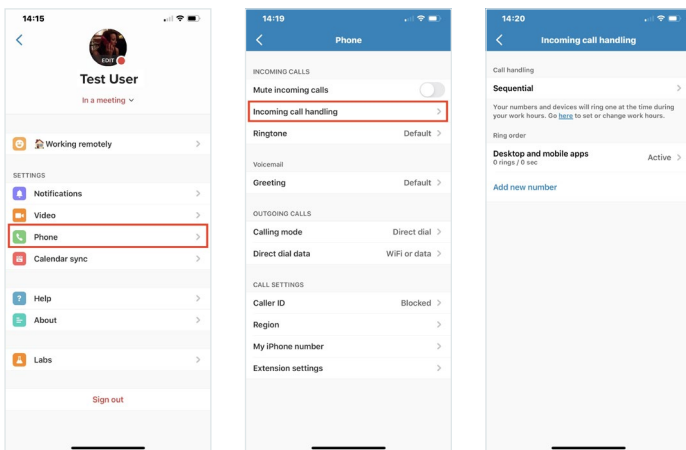 14:15
EDIT
Test User
In a meeting
Working remotely
SETTINGS
Notifications
Video
Phone
Calendar sync
? Help
About
Labs
Sign out
14:19
Phone
INCOMING CALLS
Mute incoming calls
Incoming call handling
Ringtone Default
Voicemail
Greeting Default
OUTGOING CALLS
Calling mode Direct dial
Direct dial data WiFi or data
CALL SETTINGS
Caller ID Blocked
Region
My iPhone number
Extension settings
14:20
Incoming call handling
Call handling
Sequential
Your numbers and devices will ring one at the time during
your work hours. Go here to set or change work hours.
Ring order
Desktop and mobile apps Active
0 rings / 0 sec
Add new number